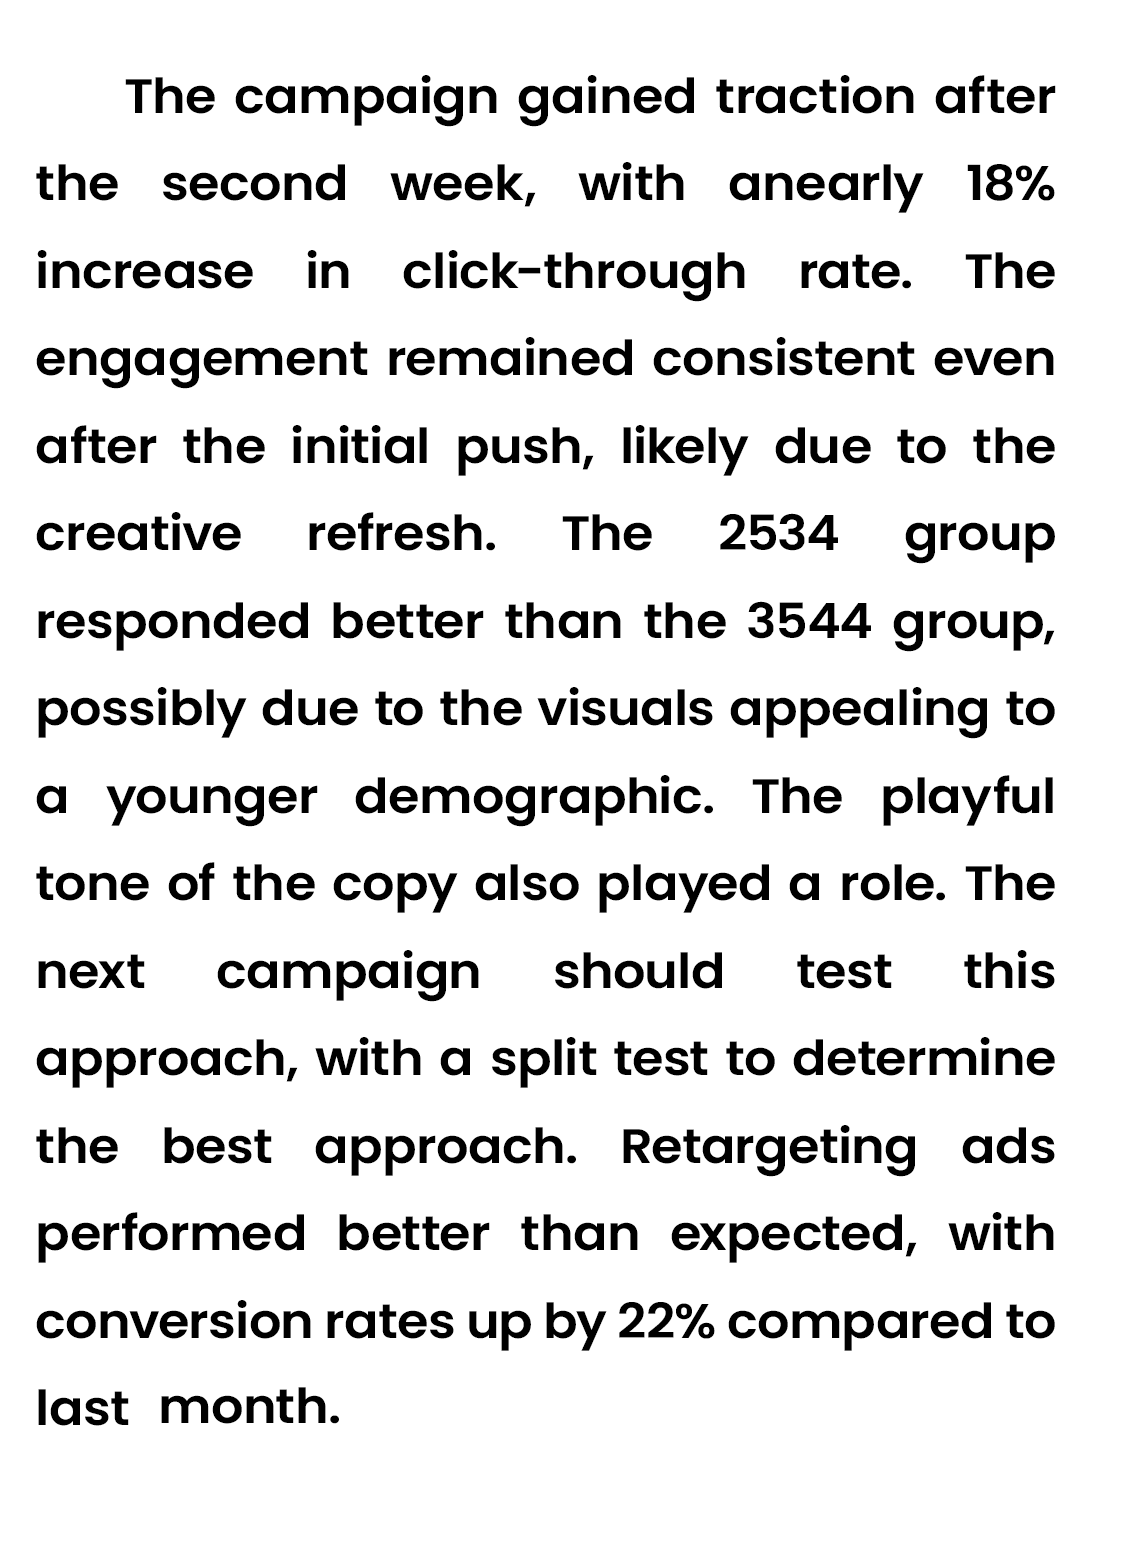 The campaign gained traction after
the second week, with anearly 18%
increase in click-through rate. The
engagement remained consistent even
after the initial push, likely due to the
creative refresh. The 2534 group
responded better than the 3544 group,
possibly due to the visuals appealing to
a younger demographic. The playful
tone of the copy also played a role. The
next campaign should test this
approach, with a split test to determine
the best approach. Retargeting ads
performed better than expected, with
conversion rates up by 22% compared to
last month.